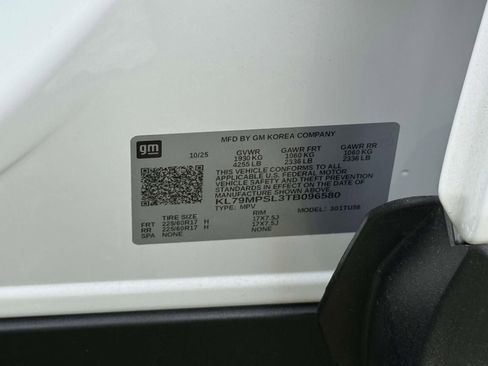 MFD BY GM KOREA COMPANY
gm
10/25 GVWR GAWR FRT GAWR RR
1930 KG 1060 KG 1060 KG
4255 LB 2336 LB 2336 LB
THIS VEHICLE CONFORMS TO ALL
APPLICABLE U.S. FEDERAL MOTOR
VEHICLE SAFETY STANDARDS IN
EFFECT ON THE DATE OF
MANUFACTURE SHOWN ABOVE.
KL79MPSL3TB096580
TYPE: MPV MODEL: 301TU56
TIRE SIZE RIM
FRT 225/60R17 H 17X7.5J
RR 225/60R17 H 17X7.5J
SPA NONE NONE